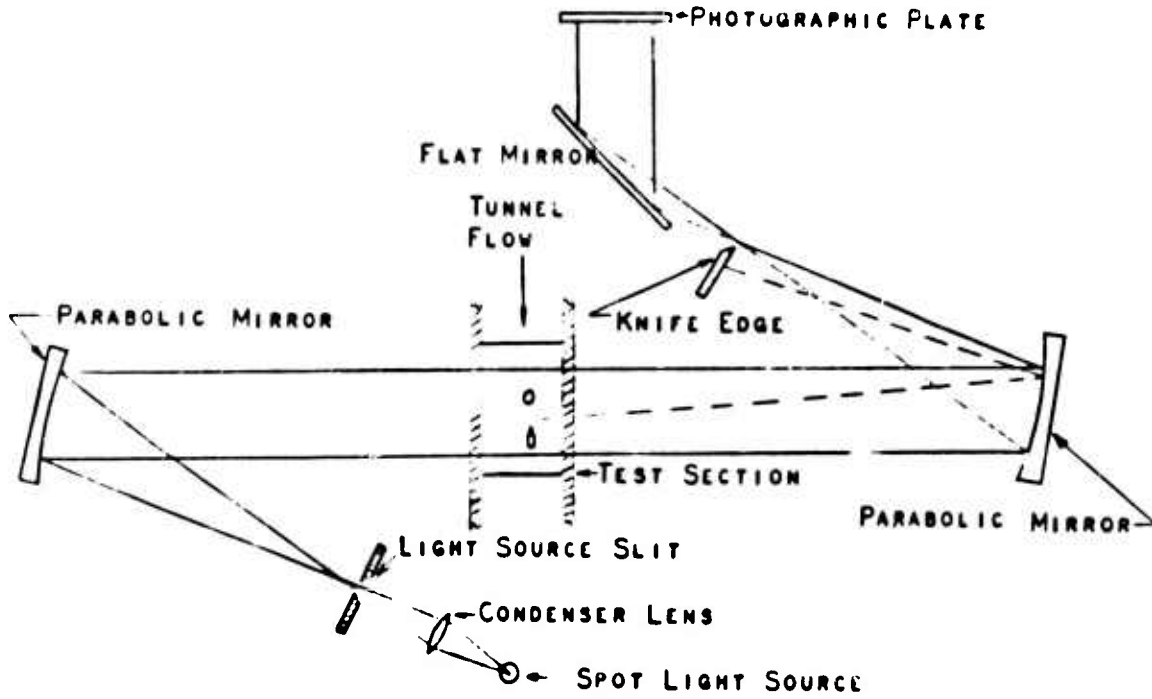 PHOTOGRAPHIC PLATE
FLAT MIRROR
TUNNEL
FLOW
PARABOLIC MIRROR
KNIFE EDGE
TEST SECTION
PARABOLIC MIRROR
LIGHT SOURCE SLIT
CONDENSER LENS
SPOT LIGHT SOURCE